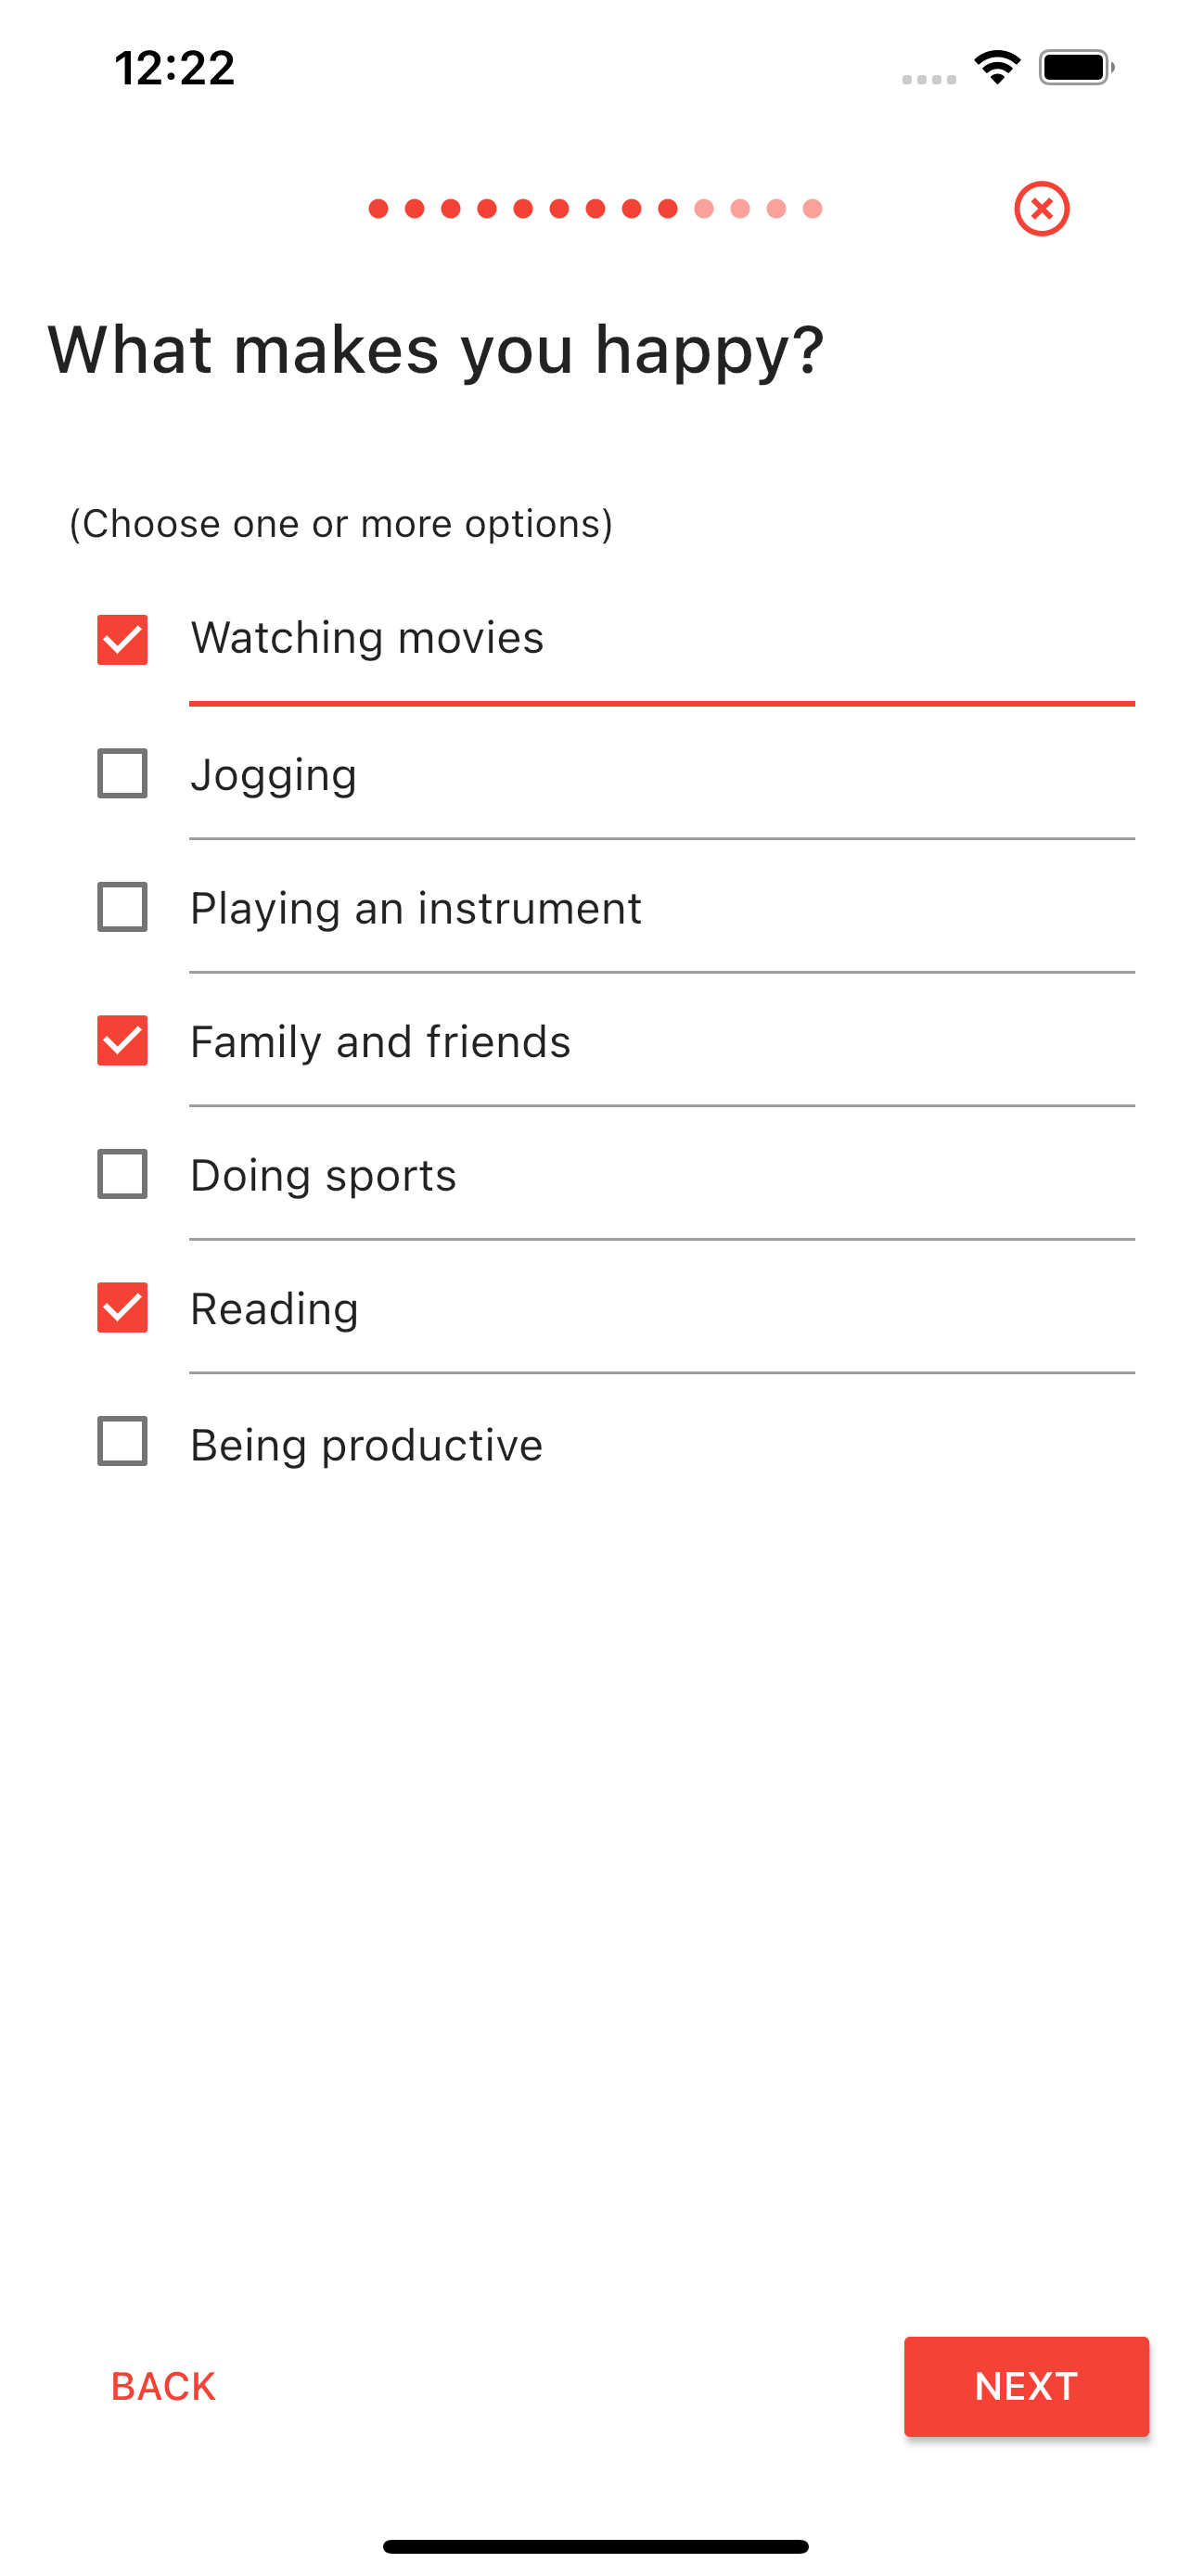 12:22
What makes you happy?
(Choose one or more options)
Watching movies
Jogging
Playing an instrument
Family and friends
Doing sports
Reading
Being productive
BACK
NEXT